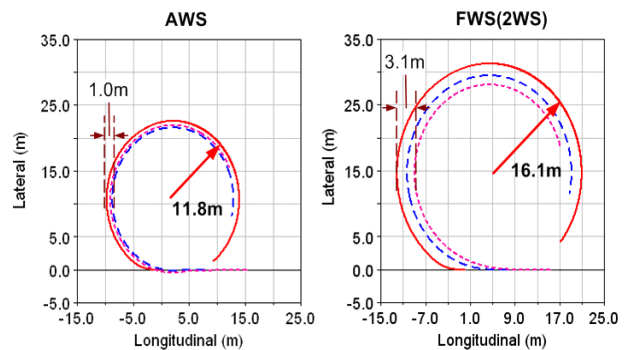 AWS
FWS(2WS)
35.0
25.0
15.0
5.0
0.0
-5.0
Lateral (m)
1.0m
11.8m
-15.0 -5.0 5.0 15.0 25.0
Longitudinal (m)
35.0
25.0
15.0
5.0
0.0
-5.0
Lateral (m)
3.1m
16.1m
-15.0 -7.0 1.0 9.0 17.0 25.0
Longitudinal (m)